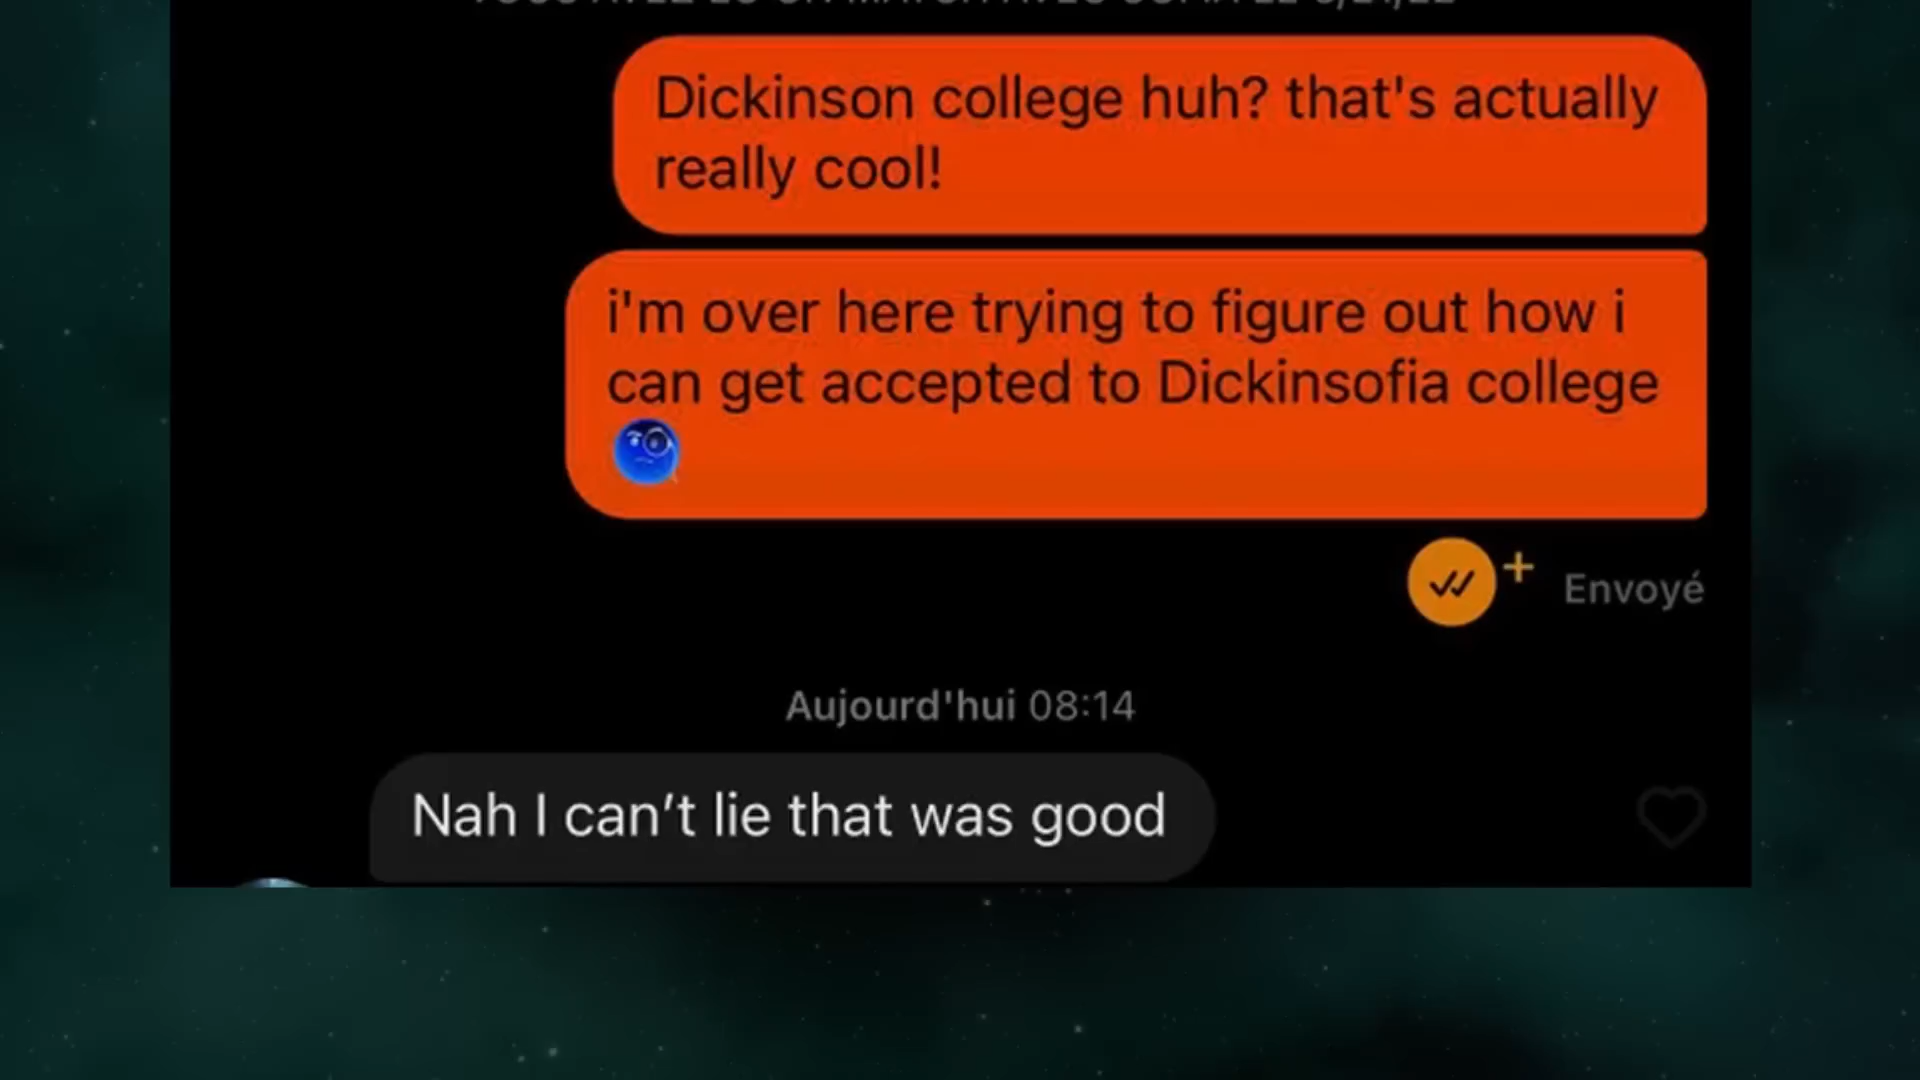 Dickinson college huh? that's actually
really cool!
i'm over here trying to figure out how i
can get accepted to Dickinsofia college
Envoyé
Aujourd'hui 08:14
Nah I can’t lie that was good